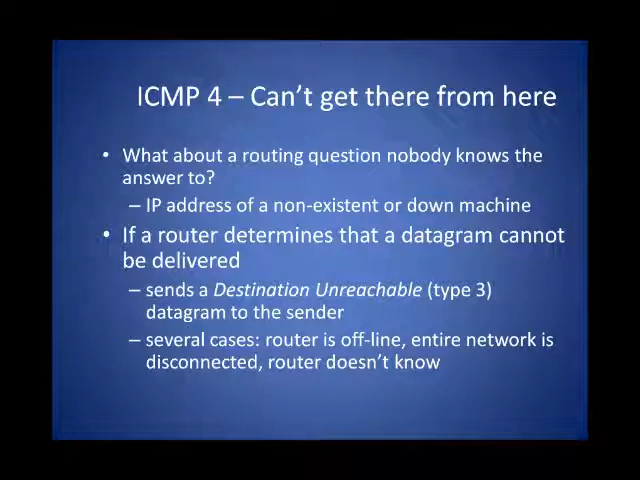 ICMP 4 – Can't get there from here
• What about a routing question nobody knows the
answer to?
– IP address of a non-existent or down machine
• If a router determines that a datagram cannot
be delivered
– sends a Destination Unreachable (type 3)
datagram to the sender
– several cases: router is off-line, entire network is
disconnected, router doesn't know